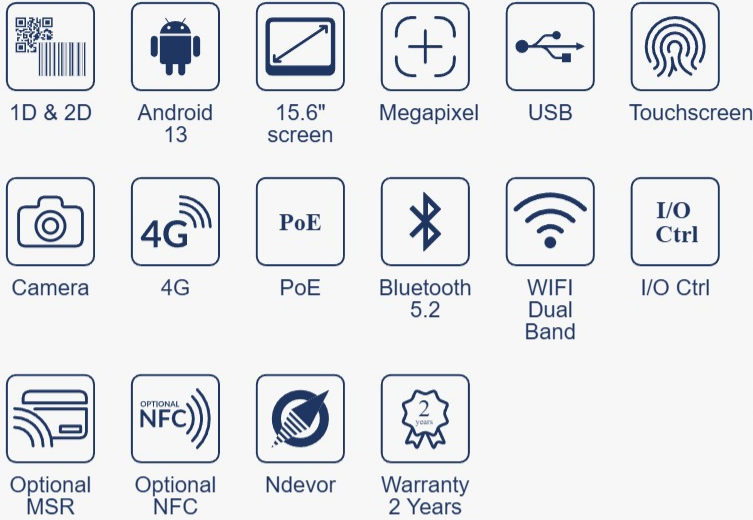 1D & 2D
Android
13
15.6"
screen
Megapixel
USB
Touchscreen
4G
PoE
I/O
Ctrl
Camera
4G
PoE
Bluetooth
5.2
WIFI
Dual
Band
I/O Ctrl
OPTIONAL
NFC
2
years
Optional
MSR
Optional
NFC
Ndevor
Warranty
2 Years